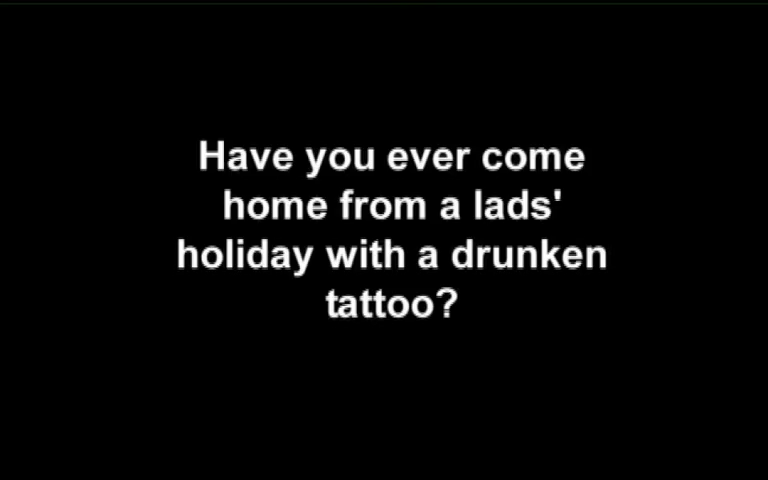 Have you ever come
home from a lads'
holiday with a drunken
tattoo?